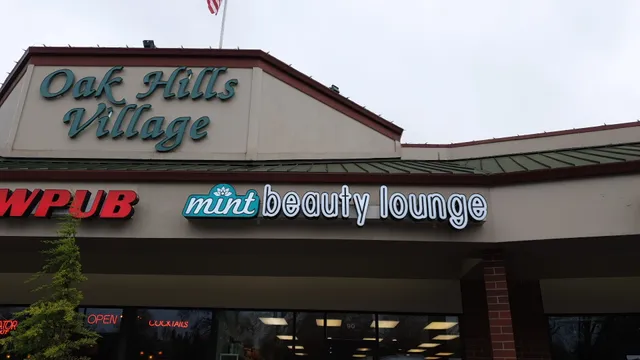 Oak Hills
Village
WPUB
mint beauty lounge
OPEN
COCKTAILS